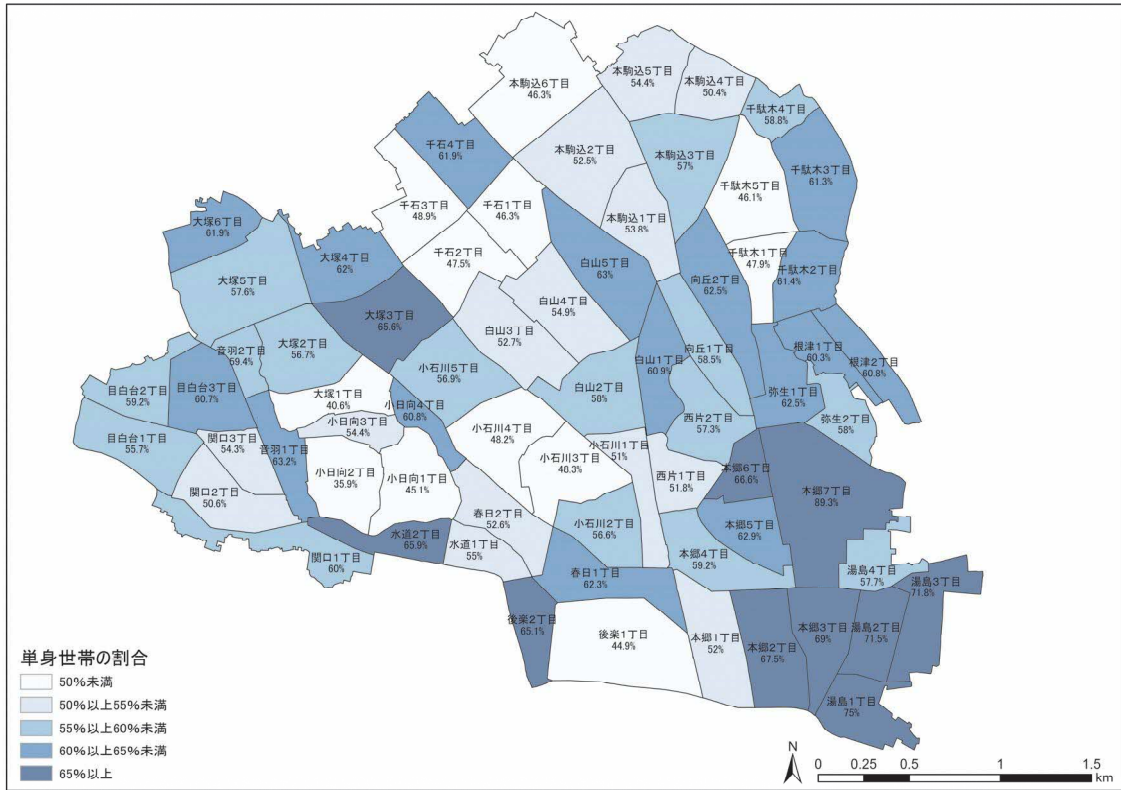 本駒込6丁目
46.3%
本駒込5丁目
54.4%
本駒込4丁目
50.4%
千駄木4丁目
58.8%
千石4丁目
61.9%
本駒込2丁目
52.5%
本駒込3丁目
57%
千駄木3丁目
61.3%
千駄木5丁目
46.1%
千石3丁目
48.9%
千石1丁目
46.3%
本駒込1丁目
53.8%
大塚6丁目
61.9%
大塚4丁目
62%
千石2丁目
47.5%
白山5丁目
63%
千駄木1丁目
47.9%
千駄木2丁目
61.4%
向丘2丁目
62.5%
大塚5丁目
57.6%
白山4丁目
54.9%
大塚3丁目
65.6%
白山3丁目
52.7%
音羽2丁目
59.4%
大塚2丁目
56.7%
向丘1丁目
58.5%
根津1丁目
60.3%
根津2丁目
60.8%
白山1丁目
60.9%
小石川5丁目
56.9%
目白台2丁目
59.2%
目白台3丁目
60.7%
白山2丁目
58%
大塚1丁目
40.6%
小日向4丁目
60.8%
弥生1丁目
62.5%
西片2丁目
57.3%
弥生2丁目
58%
小日向3丁目
54.4%
小石川4丁目
48.2%
目白台1丁目
55.7%
関口3丁目
54.3%
音羽1丁目
63.2%
小石川1丁目
51%
小石川3丁目
40.3%
小日向2丁目
35.9%
小日向1丁目
45.1%
西片1丁目
51.8%
本郷6丁目
66.6%
本郷7丁目
89.3%
関口2丁目
50.6%
春日2丁目
52.6%
小石川2丁目
56.6%
本郷5丁目
62.9%
水道2丁目
65.9%
水道1丁目
55%
本郷4丁目
59.2%
関口1丁目
60%
春日1丁目
62.3%
湯島4丁目
57.7%
湯島3丁目
71.8%
後楽2丁目
65.1%
後楽1丁目
44.9%
本郷1丁目
52%
本郷2丁目
67.5%
本郷3丁目
69%
湯島2丁目
71.5%
湯島1丁目
75%
単身世帯の割合
50%未満
50%以上55%未満
55%以上60%未満
60%以上65%未満
65%以上
N
0 0.25 0.5 1 1.5
km